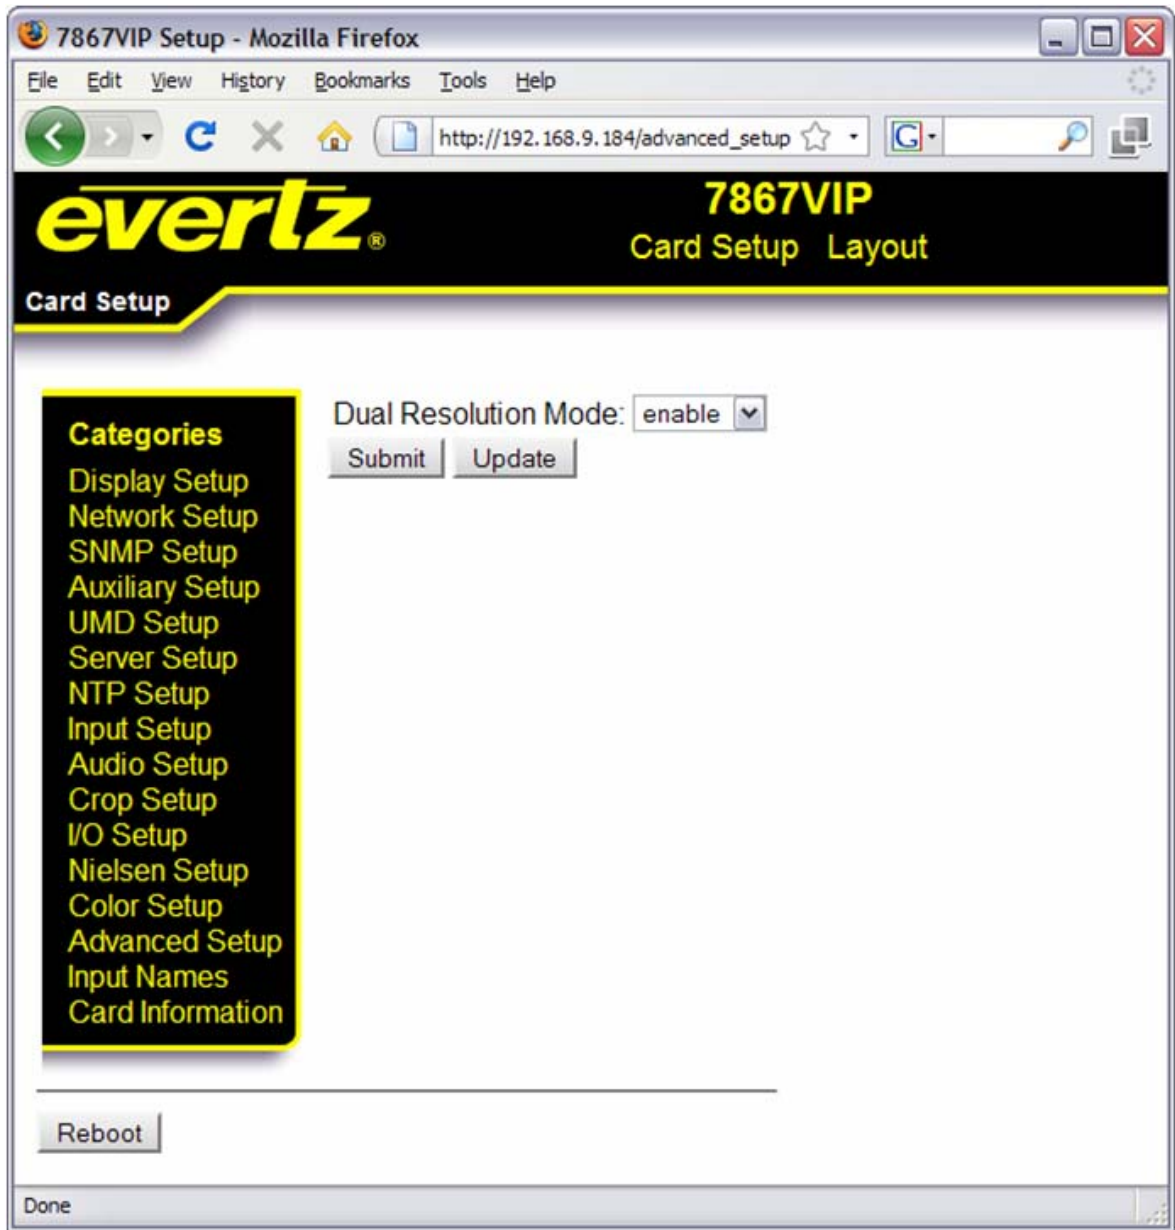 7867VIP Setup - Mozilla Firefox
File Edit View History Bookmarks Tools Help
http://192.168.9.184/advanced_setup G
evertz®
7867VIP
Card Setup Layout
Card Setup
Categories
Display Setup
Network Setup
SNMP Setup
Auxiliary Setup
UMD Setup
Server Setup
NTP Setup
Input Setup
Audio Setup
Crop Setup
I/O Setup
Nielsen Setup
Color Setup
Advanced Setup
Input Names
Card Information
Dual Resolution Mode: enable
Submit Update
Reboot
Done